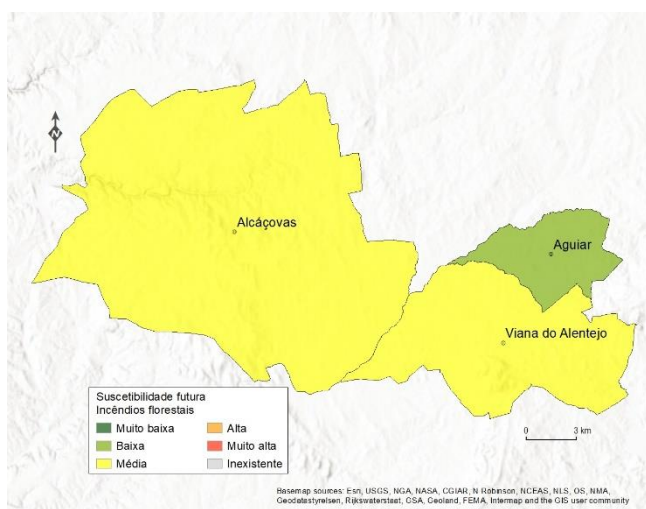 N
Alcáçovas
Aguiar
Viana do Alentejo
Suscetibilidade futura
Incêndios florestais
Muito baixa
Alta
Baixa
Muito alta
Média
Inexistente
0 3 km
Basemap sources: Esri, USGS, NGA, NASA, CGIAR, N Robinson, NCEAS, NLS, OS, NMA,
Geodatastyrelsen, Rijkswaterstaat, GSA, Geoland, FEMA, Intermap and the GIS user community